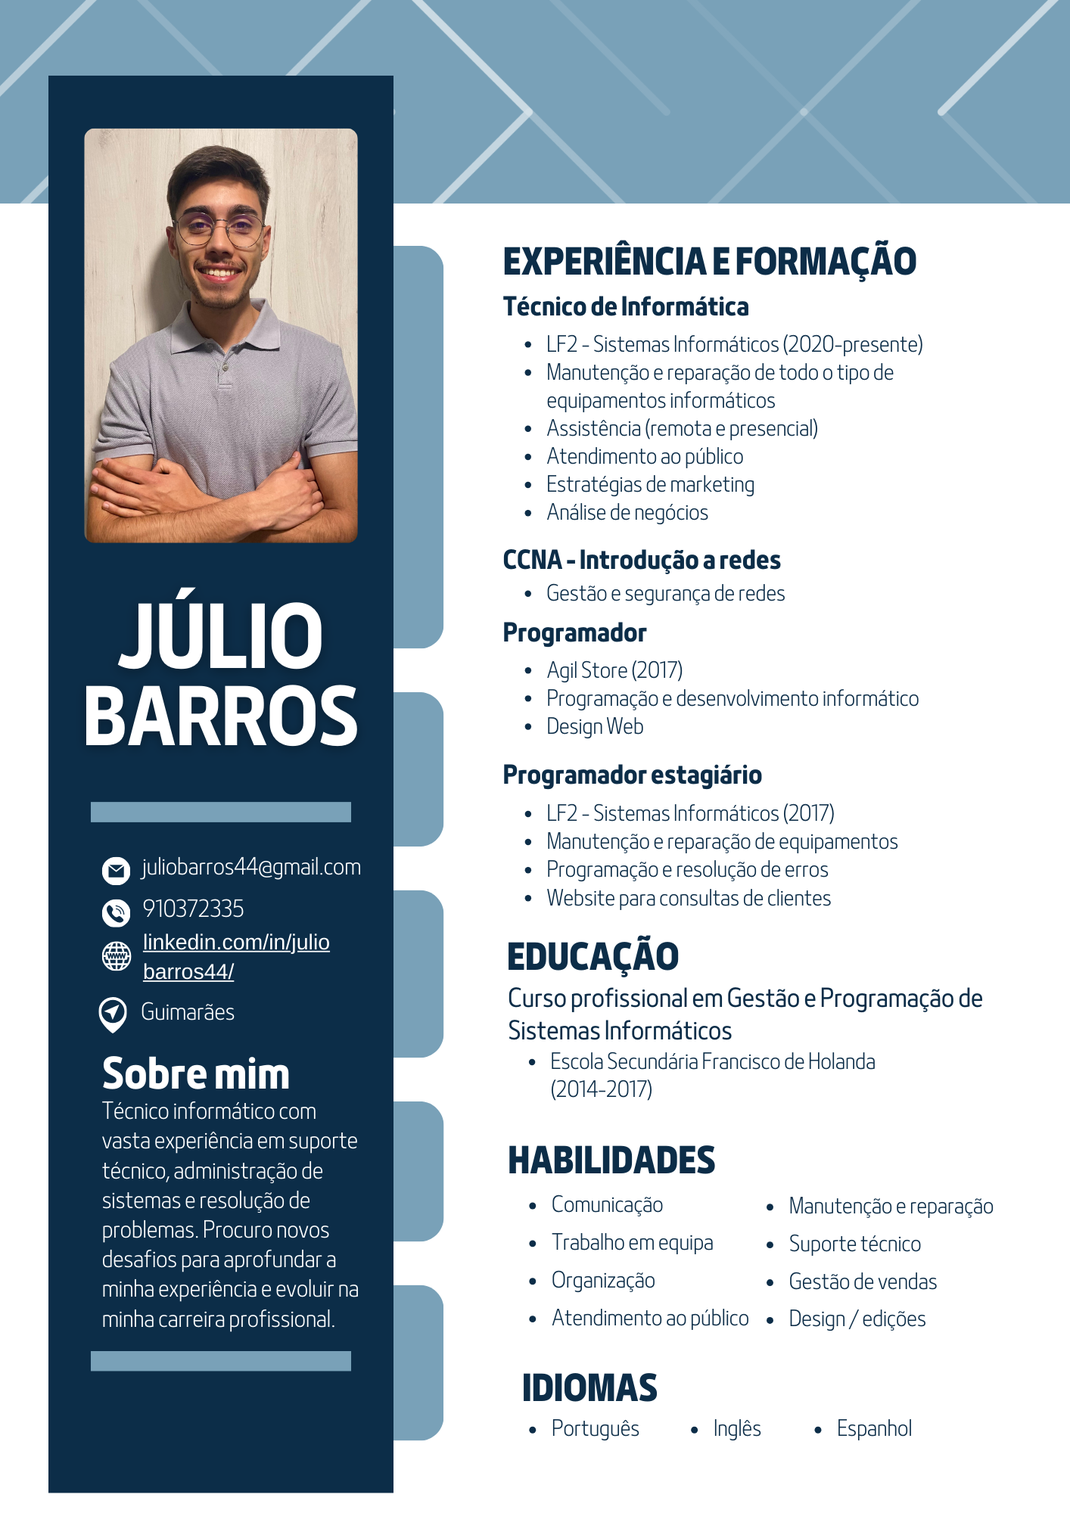 JÚLIO
BARROS
juliobarros44@gmail.com
910372335
linkedin.com/in/julio
barros44/
Guimarães
Sobre mim
Técnico informático com
vasta experiência em suporte
técnico, administração de
sistemas e resolução de
problemas. Procuro novos
desafios para aprofundar a
minha experiência e evoluir na
minha carreira profissional.
EXPERIÊNCIA E FORMAÇÃO
Técnico de Informática
• LF2 - Sistemas Informáticos (2020-presente)
• Manutenção e reparação de todo o tipo de
equipamentos informáticos
• Assistência (remota e presencial)
• Atendimento ao público
• Estratégias de marketing
• Análise de negócios
CCNA - Introdução a redes
• Gestão e segurança de redes
Programador
• Agil Store (2017)
• Programação e desenvolvimento informático
• Design Web
Programador estagiário
• LF2 - Sistemas Informáticos (2017)
• Manutenção e reparação de equipamentos
• Programação e resolução de erros
• Website para consultas de clientes
EDUCAÇÃO
Curso profissional em Gestão e Programação de
Sistemas Informáticos
• Escola Secundária Francisco de Holanda
(2014-2017)
HABILIDADES
• Comunicação
• Trabalho em equipa
• Organização
• Atendimento ao público
• Manutenção e reparação
• Suporte técnico
• Gestão de vendas
• Design / edições
IDIOMAS
• Português • Inglês • Espanhol